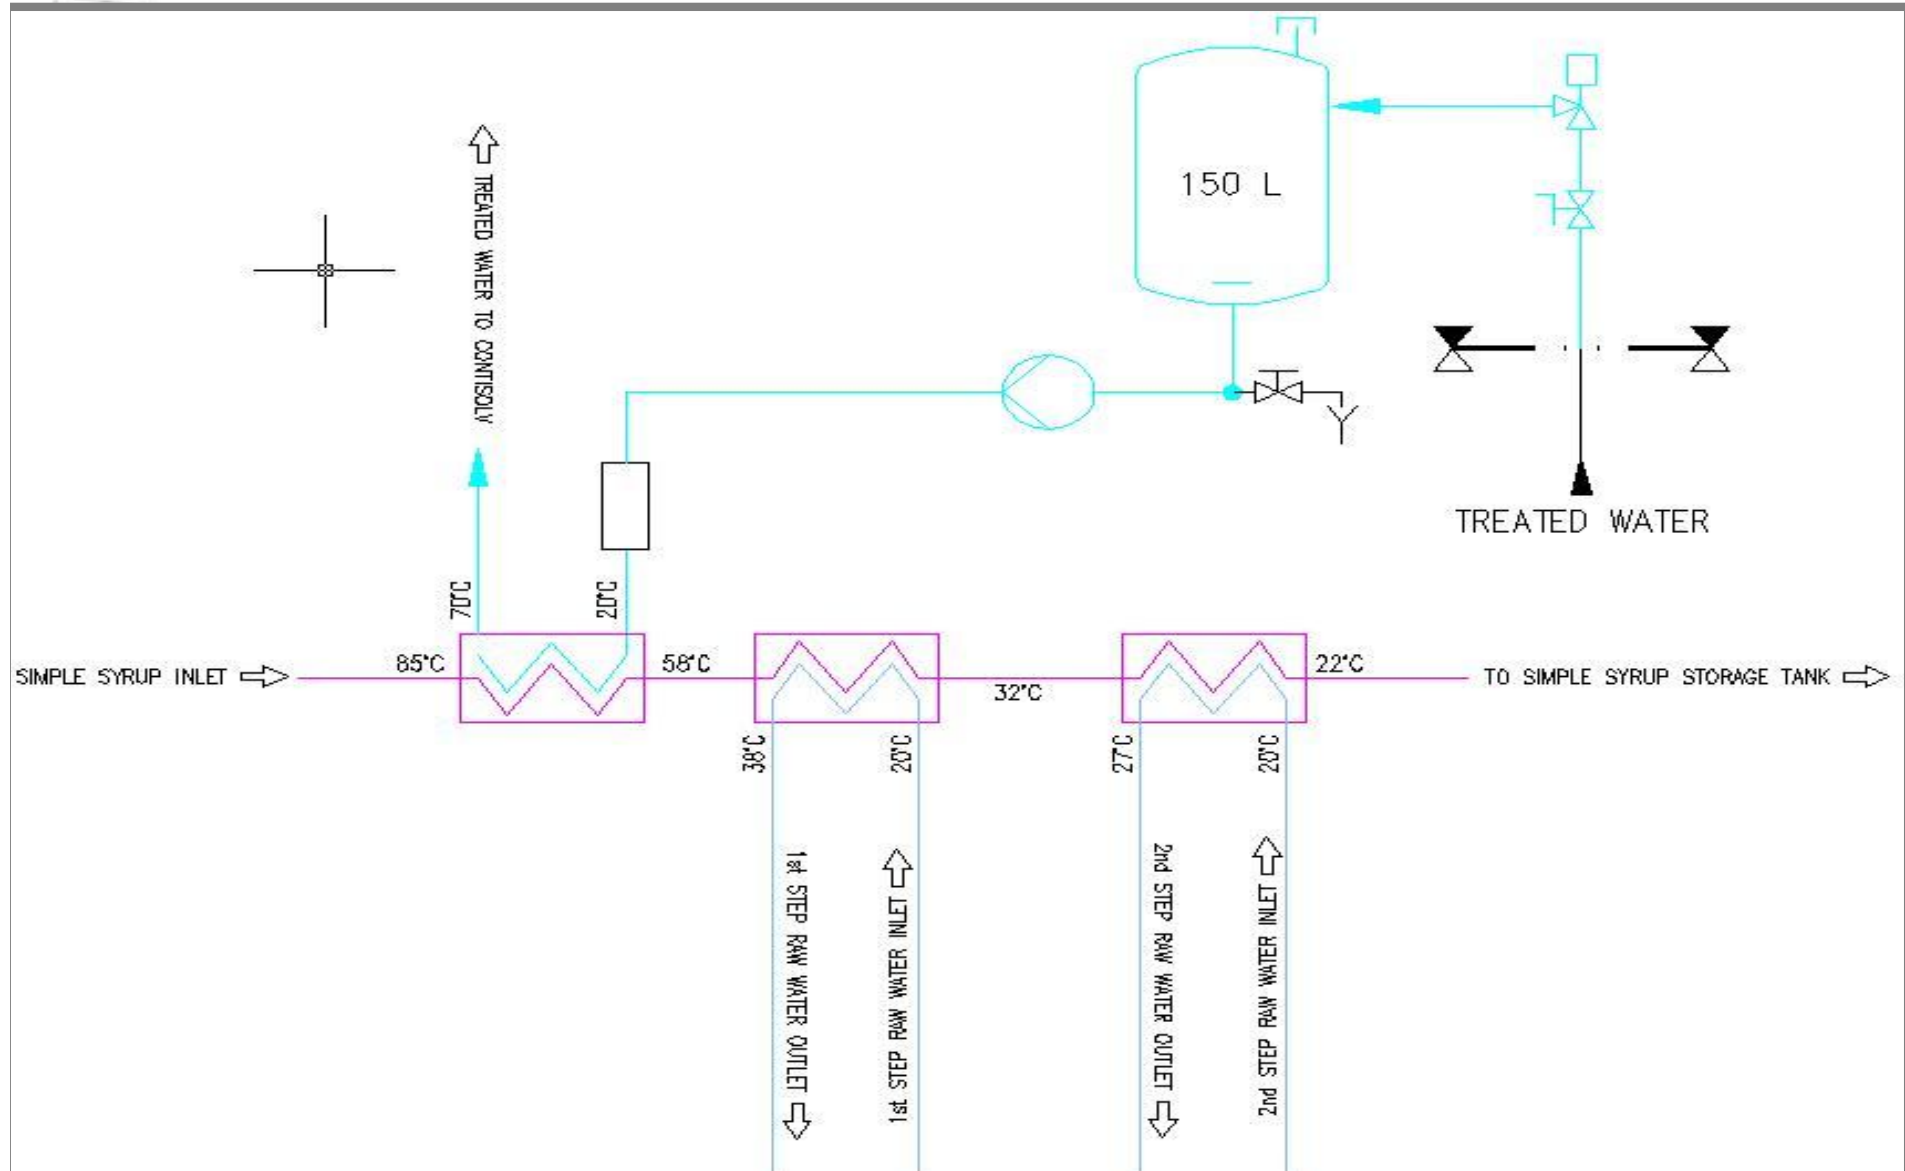 150 L
TREATED WATER TO CONTISOLV
TREATED WATER
70°C
20°C
SIMPLE SYRUP INLET
85°C
58°C
32°C
22°C
TO SIMPLE SYRUP STORAGE TANK
38°C
20°C
27°C
20°C
1st STEP RAW WATER OUTLET
1st STEP RAW WATER INLET
2nd STEP RAW WATER OUTLET
2nd STEP RAW WATER INLET